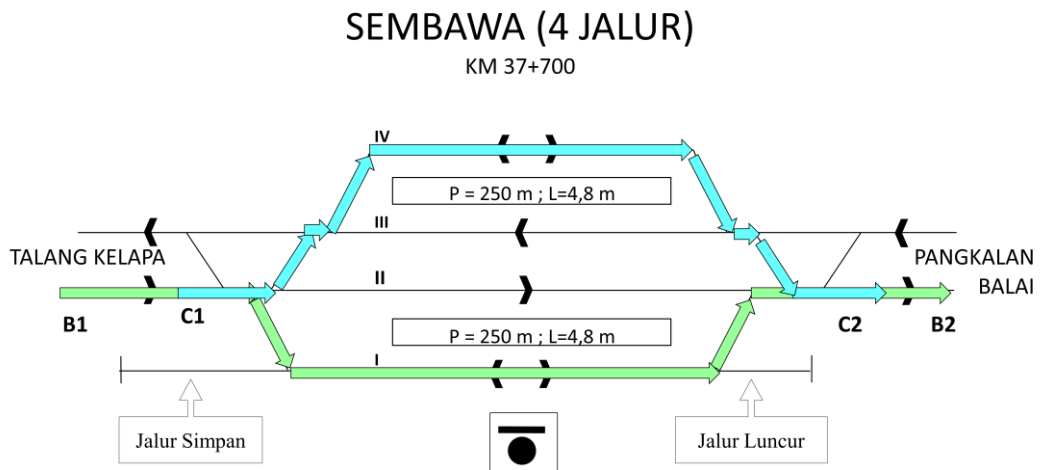 SEMBAWA (4 JALUR)
KM 37+700
IV
P = 250 m ; L=4,8 m
III
TALANG KELAPA
PANGKALAN
BALAI
II
B1
C1
C2
B2
P = 250 m ; L=4,8 m
I
Jalur Simpan
Jalur Luncur